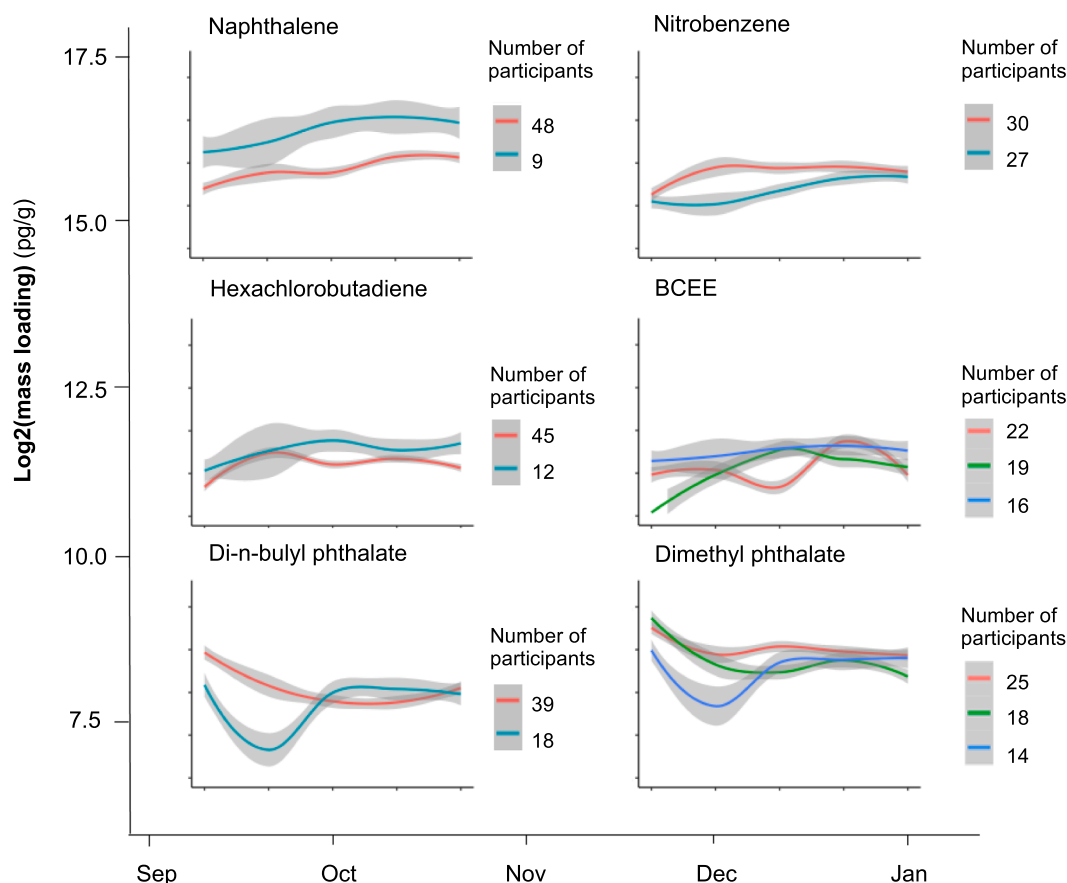 Naphthalene
Number of
participants
48
9
Nitrobenzene
Number of
participants
30
27
Hexachlorobutadiene
Number of
participants
45
12
BCEE
Number of
participants
22
19
16
Di-n-bulyl phthalate
Number of
participants
39
18
Dimethyl phthalate
Number of
participants
25
18
14
Log2(mass loading) (pg/g)
17.5
15.0
12.5
10.0
7.5
Sep
Oct
Nov
Dec
Jan